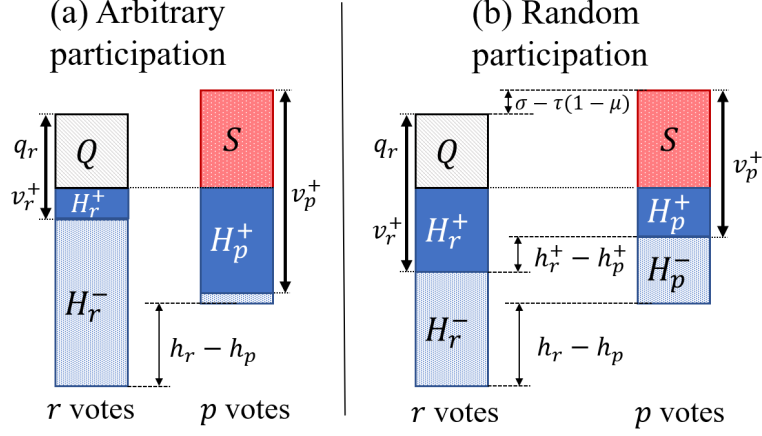 (a) Arbitrary
participation
q_r
Q
S
v_r^+
H_r^+
v_p^+
H_p^+
H_r^-
h_r − h_p
r votes
p votes
(b) Random
participation
σ − τ(1 − μ)
q_r
Q
S
v_p^+
v_r^+
H_r^+
H_p^+
h_r^+ − h_p^+
H_p^-
H_r^-
h_r − h_p
r votes
p votes